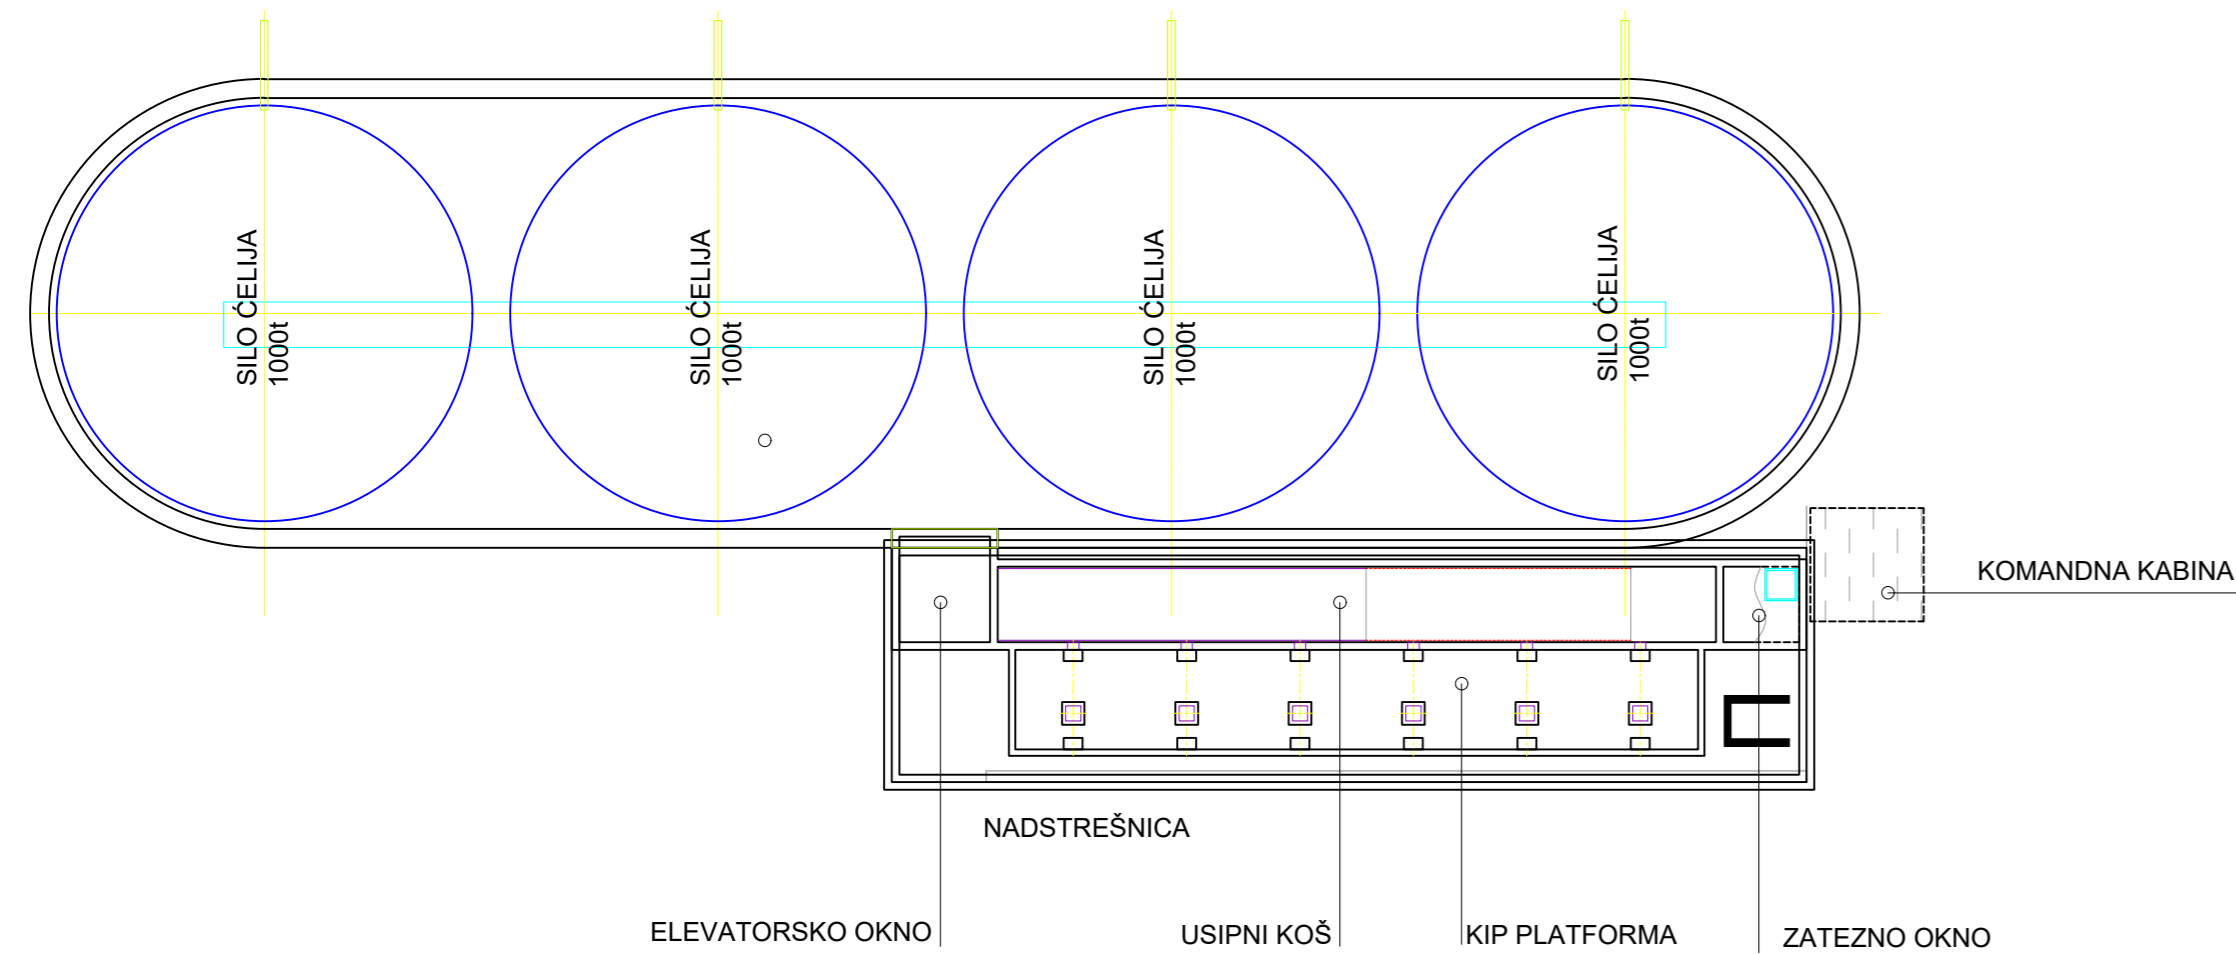 SILO ĆELIJA
1000t
SILO ĆELIJA
1000t
SILO ĆELIJA
1000t
SILO ĆELIJA
1000t
KOMANDNA KABINA
NADSTREŠNICA
ELEVATORSKO OKNO
USIPNI KOŠ
KIP PLATFORMA
ZATEZNO OKNO